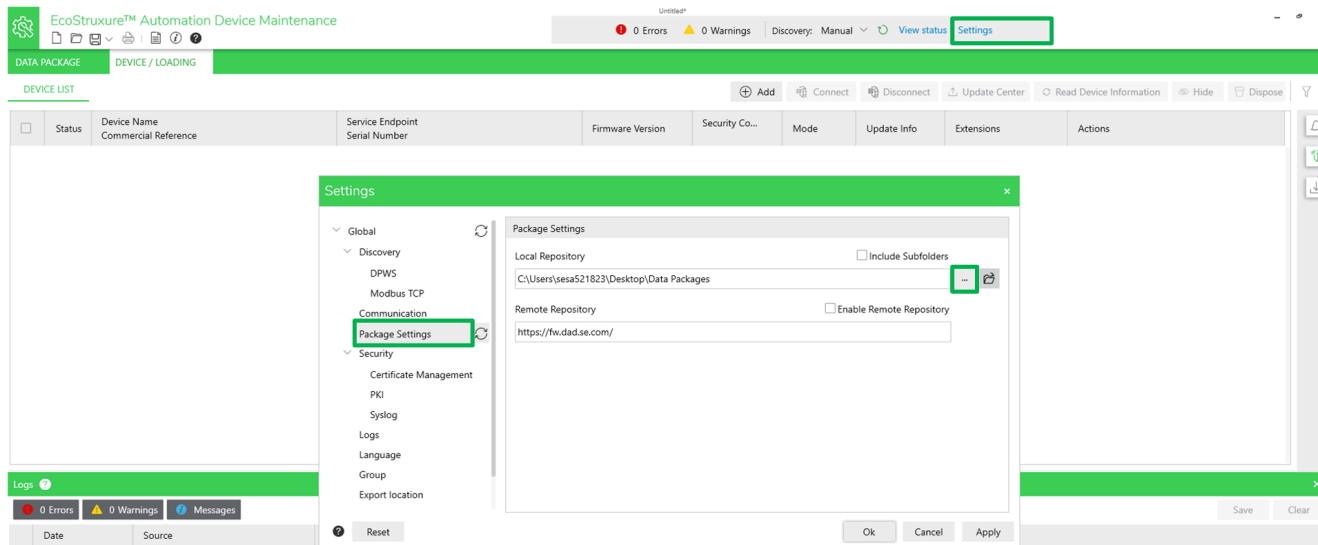 Untitled*
EcoStruxure™ Automation Device Maintenance
0 Errors 0 Warnings Discovery: Manual View status Settings
DATA PACKAGE DEVICE / LOADING
DEVICE LIST
Add Connect Disconnect Update Center Read Device Information Hide Dispose
Status Device Name Service Endpoint Firmware Version Security Co... Mode Update Info Extensions Actions
Commercial Reference Serial Number
Settings ×
Global
Discovery
DPWS
Modbus TCP
Communication
Package Settings
Security
Certificate Management
PKI
Syslog
Logs
Language
Group
Export location
Package Settings
Local Repository Include Subfolders
C:\Users\sesa521823\Desktop\Data Packages ...
Remote Repository Enable Remote Repository
https://fw.dad.se.com/
Reset Ok Cancel Apply
Logs
0 Errors 0 Warnings Messages Save Clear
Date Source